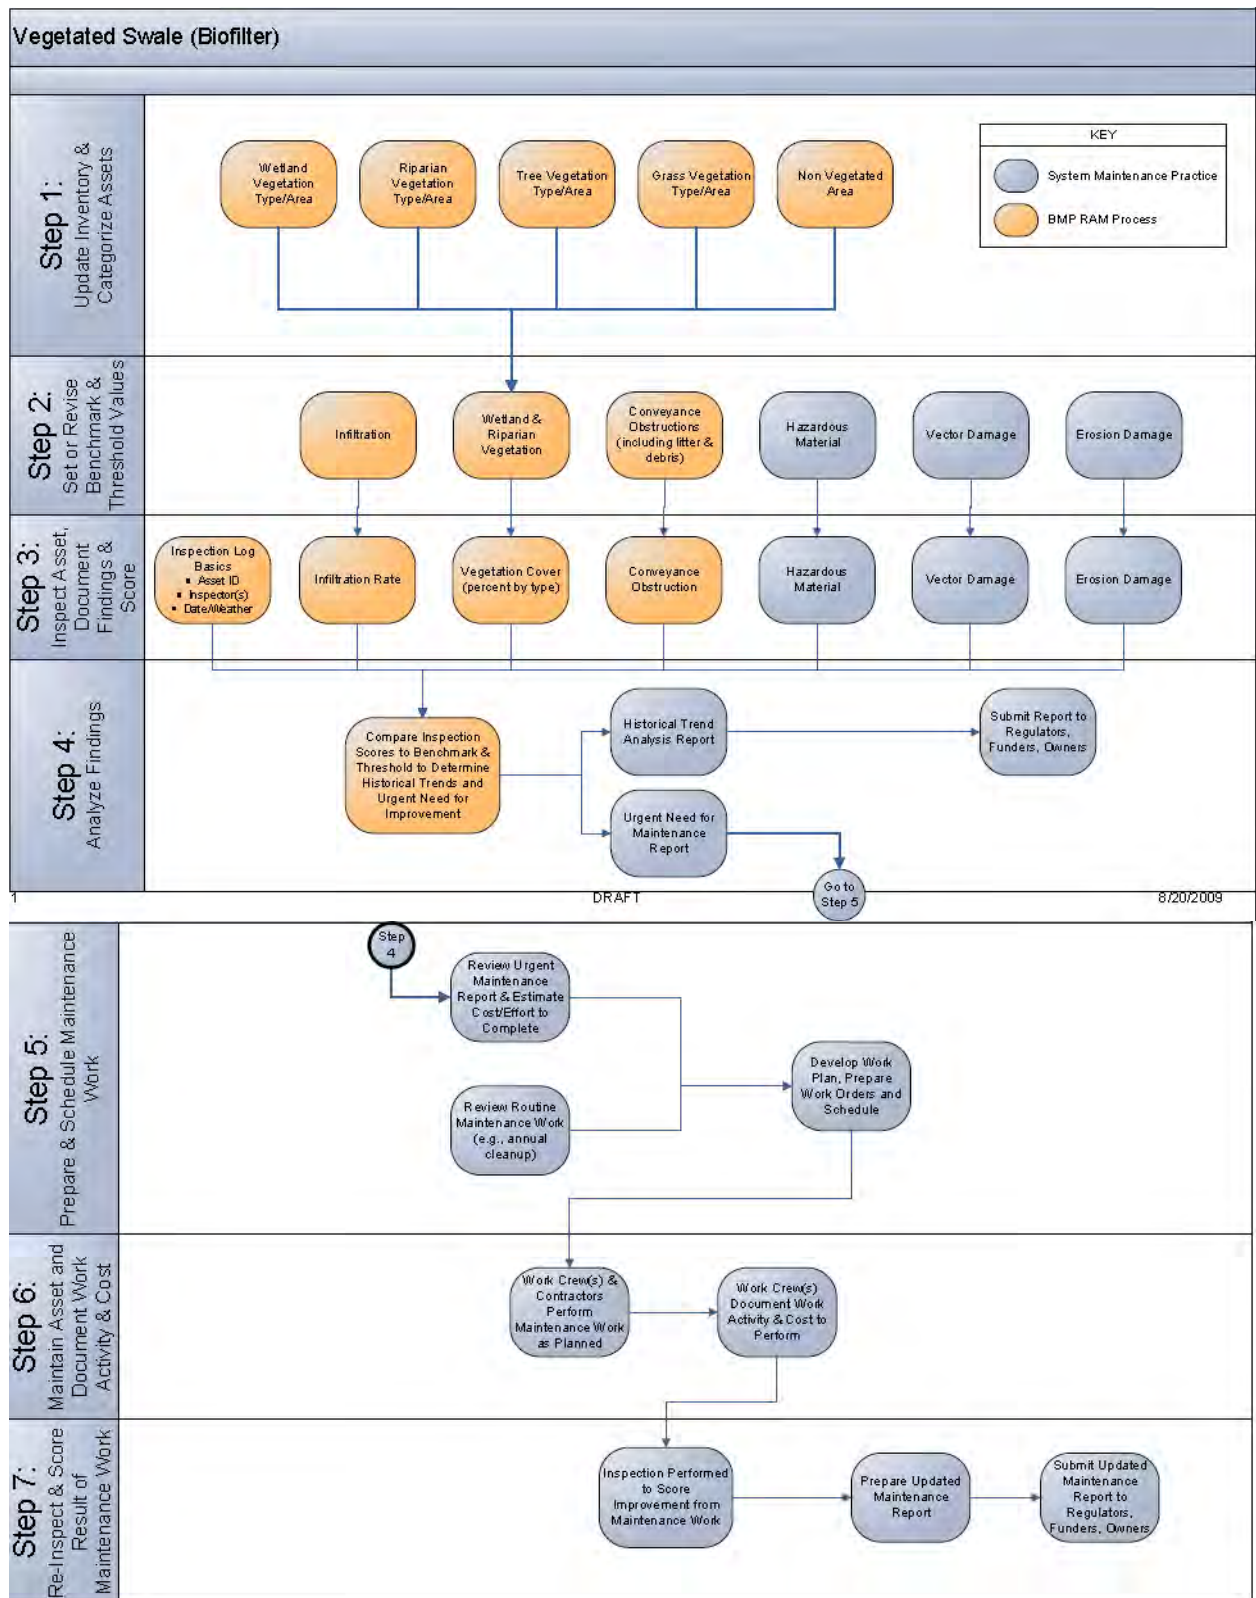 Vegetated Swale (Biofilter)
Step 1:
Update Inventory &
Categorize Assets
Wetland
Vegetation
Type/Area
Riparian
Vegetation
Type/Area
Tree Vegetation
Type/Area
Grass Vegetation
Type/Area
Non Vegetated
Area
KEY
System Maintenance Practice
BMP RAM Process
Step 2:
Set or Revise
Benchmark &
Threshold Values
Infiltration
Wetland &
Riparian
Vegetation
Conveyance
Obstructions
(including litter &
debris)
Hazardous
Material
Vector Damage
Erosion Damage
Step 3:
Inspect Asset,
Document
Findings &
Score
Inspection Log
Basics
▪ Asset ID
▪ Inspector(s)
▪ Date/Weather
Infiltration Rate
Vegetation Cover
(percent by type)
Conveyance
Obstruction
Hazardous
Material
Vector Damage
Erosion Damage
Step 4:
Analyze Findings
Compare Inspection
Scores to Benchmark &
Threshold to Determine
Historical Trends and
Urgent Need for
Improvement
Historical Trend
Analysis Report
Submit Report to
Regulators,
Funders, Owners
Urgent Need for
Maintenance
Report
Go to
Step 5
1
DRAFT
8/20/2009
Step 5:
Prepare & Schedule Maintenance
Work
Step
4
Review Urgent
Maintenance
Report & Estimate
Cost/Effort to
Complete
Review Routine
Maintenance Work
(e.g., annual
cleanup)
Develop Work
Plan, Prepare
Work Orders and
Schedule
Step 6:
Maintain Asset and
Document Work
Activity & Cost
Work Crew(s) &
Contractors
Perform
Maintenance Work
as Planned
Work Crew(s)
Document Work
Activity & Cost to
Perform
Step 7:
Re-Inspect & Score
Result of
Maintenance Work
Inspection Performed
to Score
Improvement from
Maintenance Work
Prepare Updated
Maintenance
Report
Submit Updated
Maintenance
Report to
Regulators,
Funders, Owners